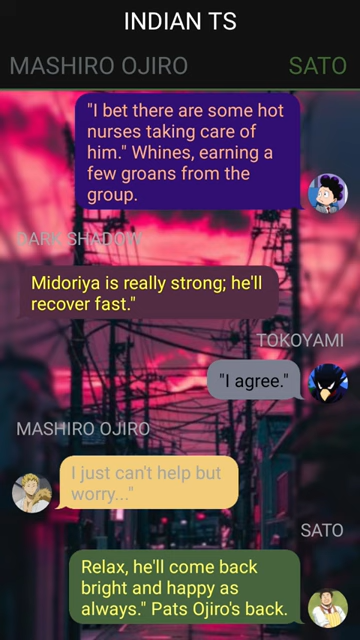 INDIAN TS
MASHIRO OJIRO SATO
"I bet there are some hot
nurses taking care of
him." Whines, earning a
few groans from the
group.
DARK SHADOW
Midoriya is really strong; he'll
recover fast."
TOKOYAMI
"I agree."
MASHIRO OJIRO
I just can't help but
worry..."
SATO
Relax, he'll come back
bright and happy as
always." Pats Ojiro's back.